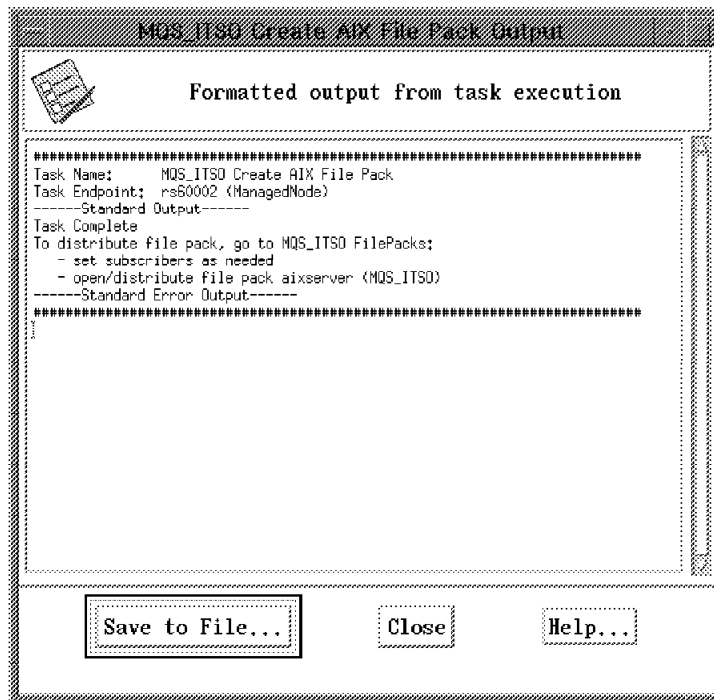 MQS_ITSO Create AIX File Pack Output
Formatted output from task execution
############################################################################
Task Name:      MQS_ITSO Create AIX File Pack
Task Endpoint:  rs60002 (ManagedNode)
------Standard Output------
Task Complete
To distribute file pack, go to MQS_ITSO FilePacks:
   - set subscribers as needed
   - open/distribute file pack aixserver (MQS_ITSO)
------Standard Error Output------
############################################################################
Save to File... Close Help...